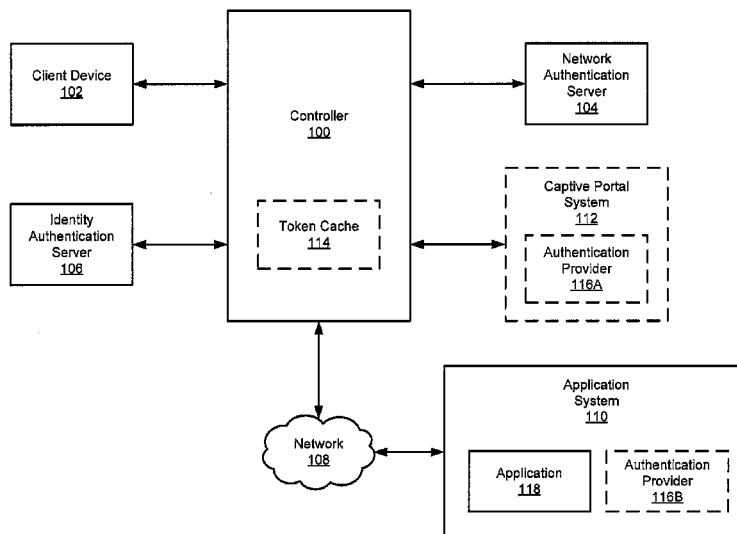 Client Device
102
Controller
100
Network
Authentication
Server
104
Identity
Authentication
Server
106
Token Cache
114
Captive Portal
System
112
Authentication
Provider
116A
Network
108
Application
System
110
Application
118
Authentication
Provider
116B